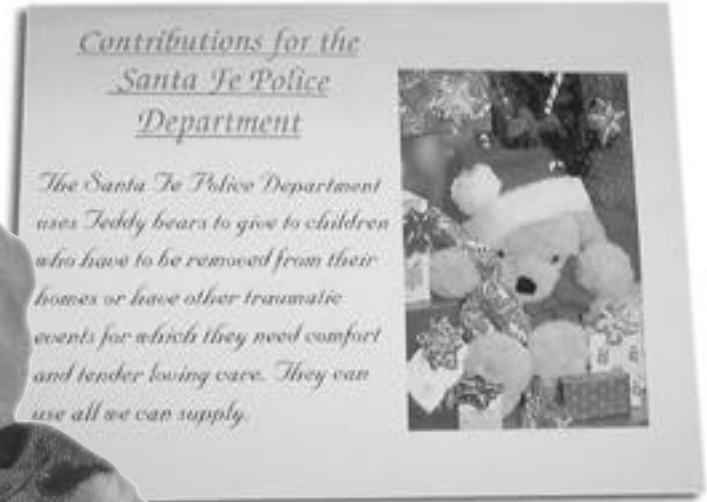 Contributions for the
Santa Fe Police
Department
The Santa Fe Police Department
uses Teddy bears to give to children
who have to be removed from their
homes or have other traumatic
events for which they need comfort
and tender loving care. They can
use all we can supply.